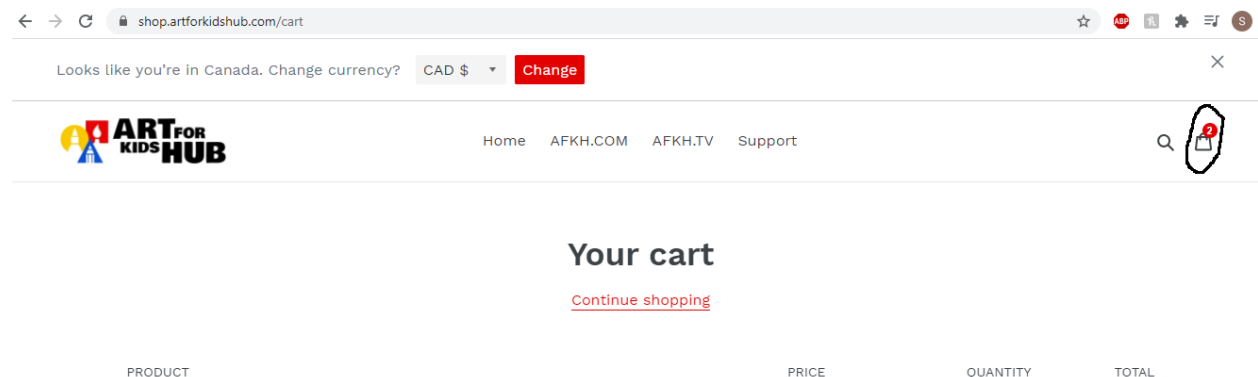 shop.artforkidshub.com/cart
ABP
S
Looks like you're in Canada. Change currency? CAD $ Change
ART FOR
KIDS HUB
Home AFKH.COM AFKH.TV Support
2
Your cart
Continue shopping
PRODUCT PRICE QUANTITY TOTAL